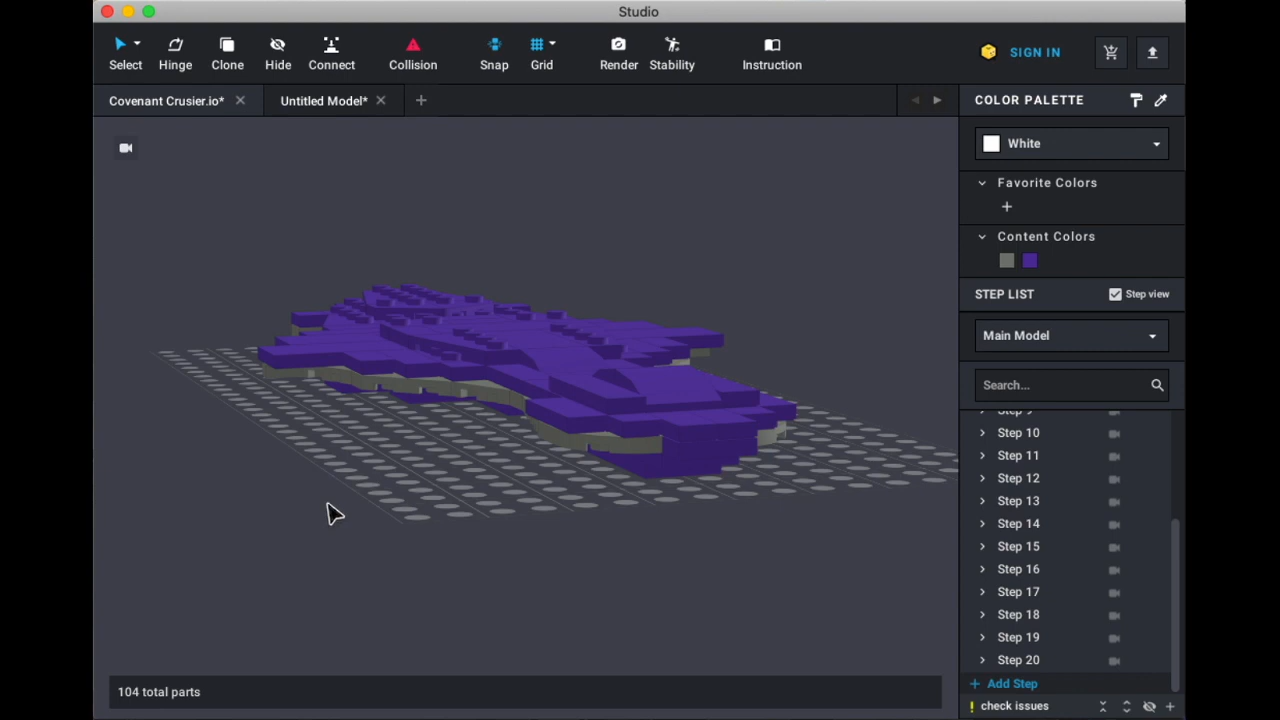 Studio
Select
Hinge
Clone
Hide
Connect
Collision
Snap
Grid
Render
Stability
Instruction
SIGN IN
Covenant Crusier.io*
Untitled Model*
COLOR PALETTE
White
Favorite Colors
Content Colors
STEP LIST
Step view
Main Model
Search...
Step 9
Step 10
Step 11
Step 12
Step 13
Step 14
Step 15
Step 16
Step 17
Step 18
Step 19
Step 20
+ Add Step
104 total parts
check issues